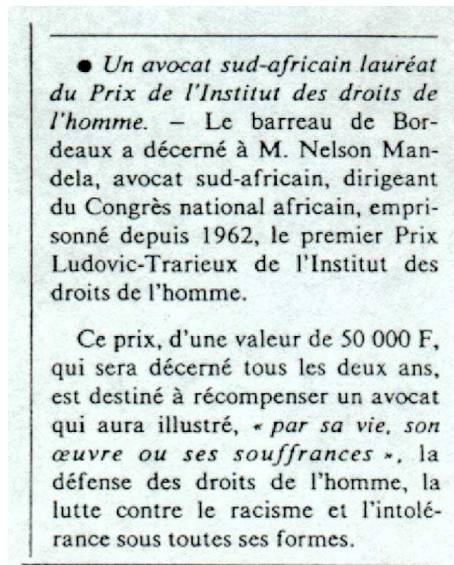 ● Un avocat sud-africain lauréat
du Prix de l'Institut des droits de
l'homme. — Le barreau de Bor-
deaux a décerné à M. Nelson Man-
dela, avocat sud-africain, dirigeant
du Congrès national africain, empri-
sonné depuis 1962, le premier Prix
Ludovic-Trarieux de l'Institut des
droits de l'homme.
Ce prix, d'une valeur de 50 000 F,
qui sera décerné tous les deux ans,
est destiné à récompenser un avocat
qui aura illustré, « par sa vie, son
œuvre ou ses souffrances », la
défense des droits de l'homme, la
lutte contre le racisme et l'intolé-
rance sous toutes ses formes.